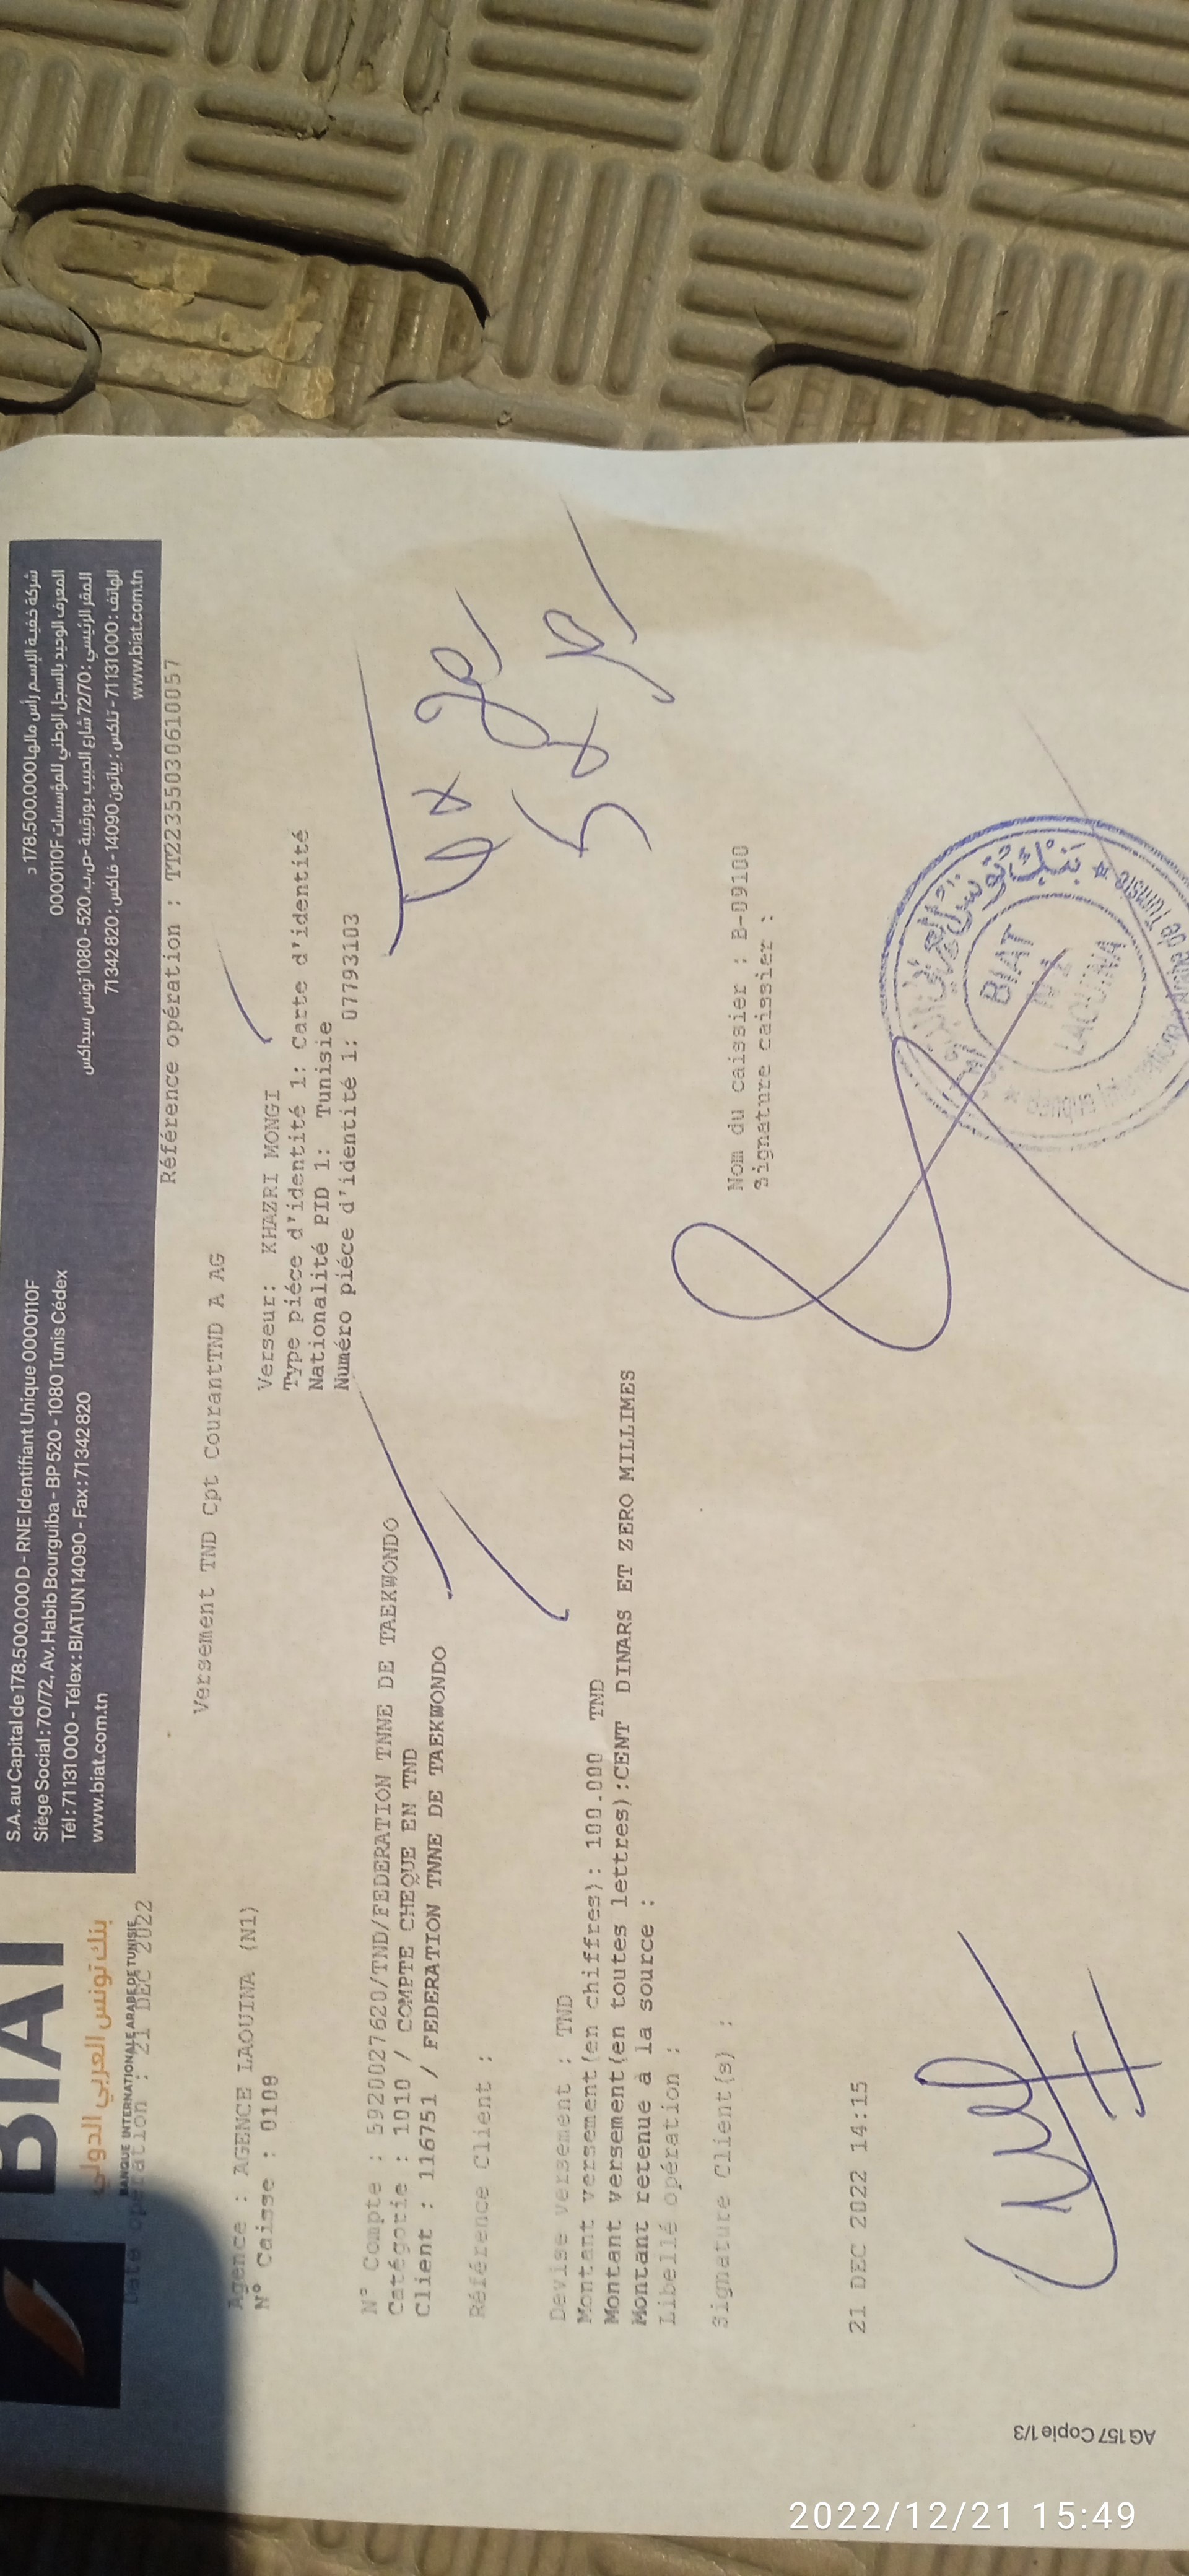 BIAT
بنك تونس العربي الدولي
BANQUE INTERNATIONALE ARABE DE TUNISIE
S.A. au Capital de 178.500.000 D - RNE Identifiant Unique 0000110F
Siège Social : 70/72, Av. Habib Bourguiba - BP 520 - 1080 Tunis Cédex
Tél : 71 131 000 - Télex : BIATUN 14090 - Fax : 71 342 820
www.biat.com.tn
شركة خفية الإسم رأس مالها 178.500.000 د
المعرف الوحيد بالسجل الوطني للمؤسسات 0000110F
المقر الرئيسي : 72/70 شارع الحبيب بورقيبة -ص.ب. 520 - 1080 تونس سيداكس
الهاتف : 71131000 - تلكس : بياتون 14090 - فاكس : 71342820
www.biat.com.tn
Date opération : 21 DEC 2022
Référence opération : TT22355030610057
Versement TND Cpt CourantTND A AG
Agence : AGENCE LAOUINA (N1)
N° Caisse : 0109
Verseur: KHAZRI MONGI
Type piéce d'identité 1: Carte d'identité
Nationalité PID 1: Tunisie
Numéro piéce d'identité 1: 07793103
N° Compte : 5920027620/TND/FEDERATION TNNE DE TAEKWONDO
Catégorie : 1010 / COMPTE CHEQUE EN TND
Client : 116751 / FEDERATION TNNE DE TAEKWONDO
Référence Client :
Devise versement : TND
Montant versement(en chiffres): 100.000 TND
Montant versement(en toutes lettres):CENT DINARS ET ZERO MILLIMES
Montant retenue à la source :
Libellé opération :
Signature Client(s) :
Nom du caissier : B-09100
Signature caissier :
21 DEC 2022 14:15
BIAT
N° 1
LAOUINA
AG 157 Copie 1/3
2022/12/21 15:49